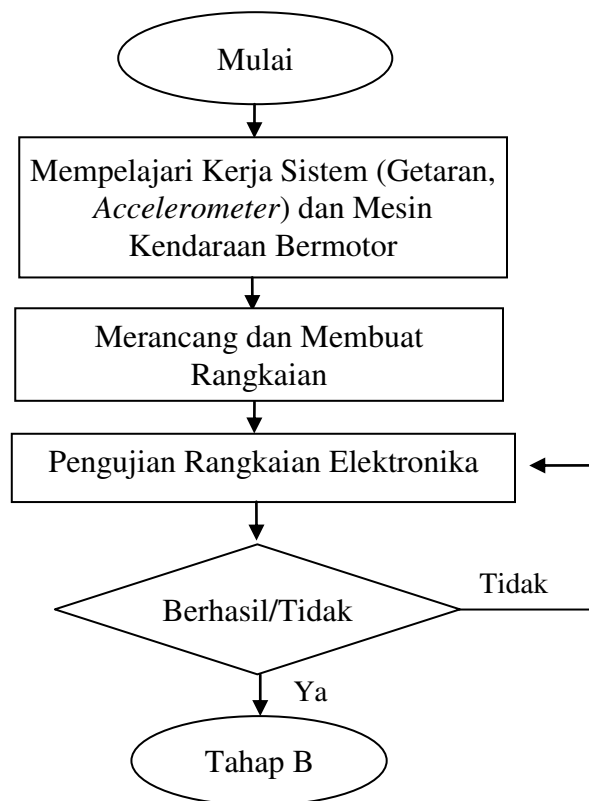 Mulai
Mempelajari Kerja Sistem (Getaran,
Accelerometer) dan Mesin
Kendaraan Bermotor
Merancang dan Membuat
Rangkaian
Pengujian Rangkaian Elektronika
Berhasil/Tidak
Tidak
Ya
Tahap B